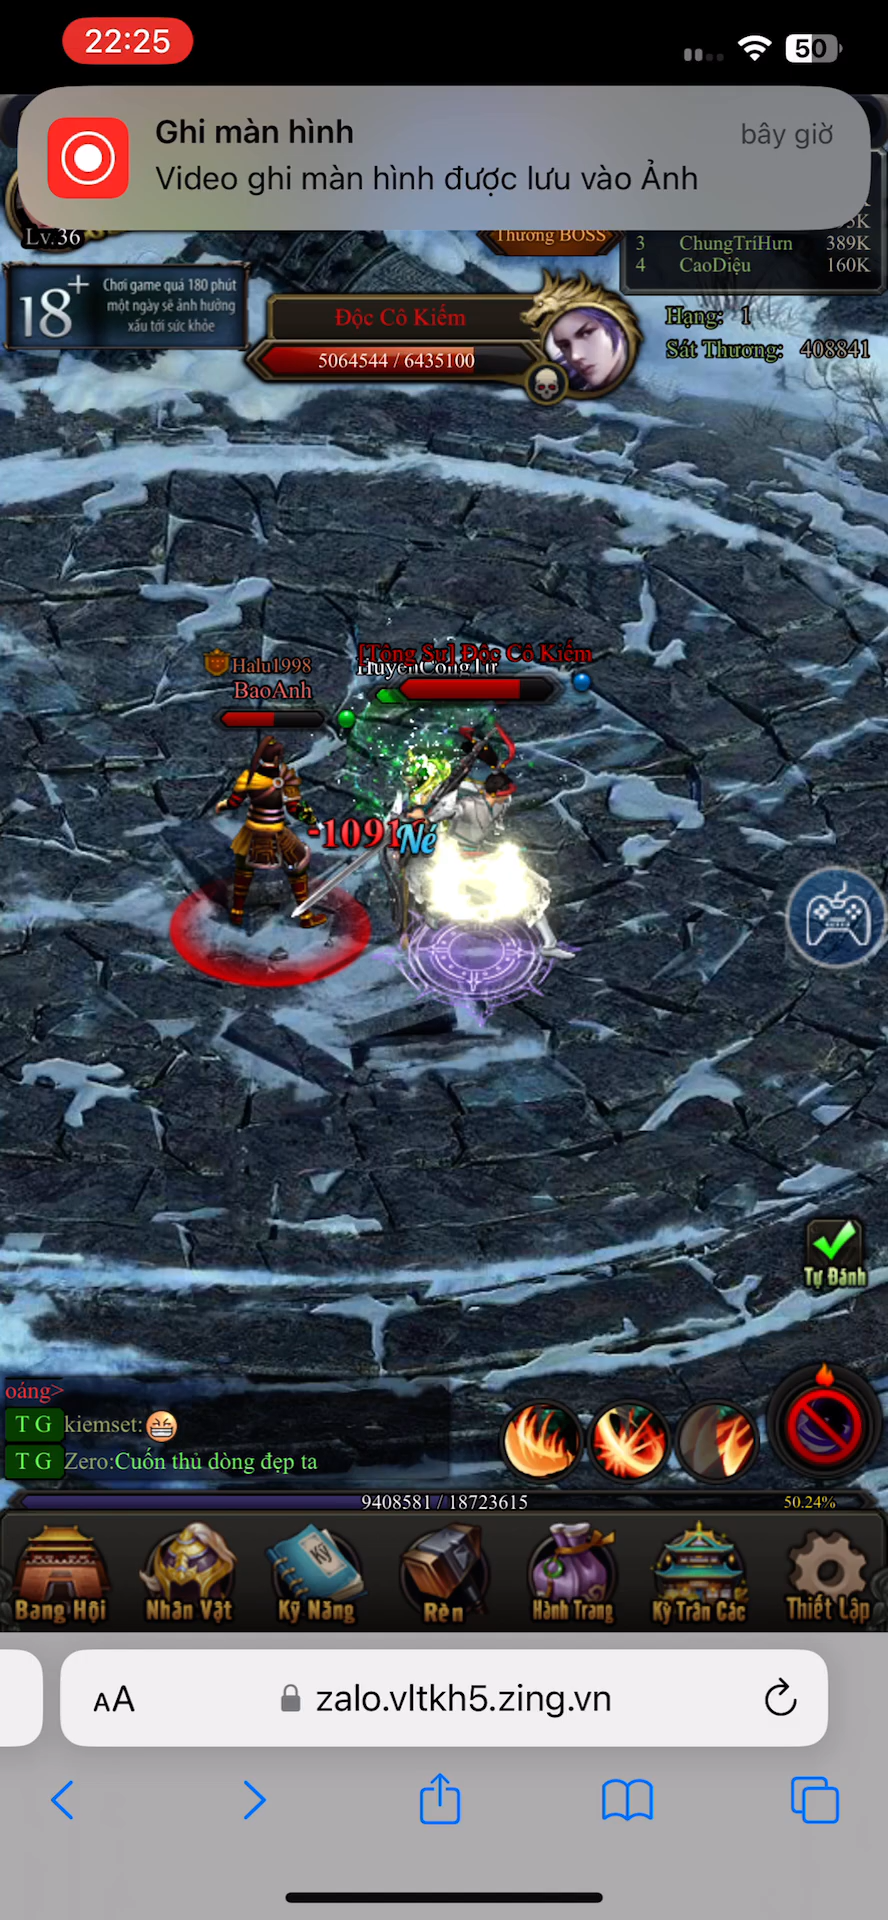 22:25
50
Ghi màn hình
bây giờ
Video ghi màn hình được lưu vào Ảnh
Lv.36
Thưởng BOSS
3 ChungTríHưn 389K
4 CaoDiệu 160K
18+
Chơi game quá 180 phút
một ngày sẽ ảnh hưởng
xấu tới sức khỏe
Độc Cô Kiếm
5064544 / 6435100
Hạng: 1
Sát Thương: 408841
Halu1998
BaoAnh
[Tông Sư] Độc Cô Kiếm
HuyenCongTu
-1091
Né
Tự Đánh
oáng>
TG kiemset:
TG Zero:Cuốn thủ dòng đẹp ta
9408581 / 18723615
50.24%
Bang Hội
Nhân Vật
Kỹ
Kỹ Năng
Rèn
Hành Trang
Kỳ Trân Các
Thiết Lập
AA
zalo.vltkh5.zing.vn